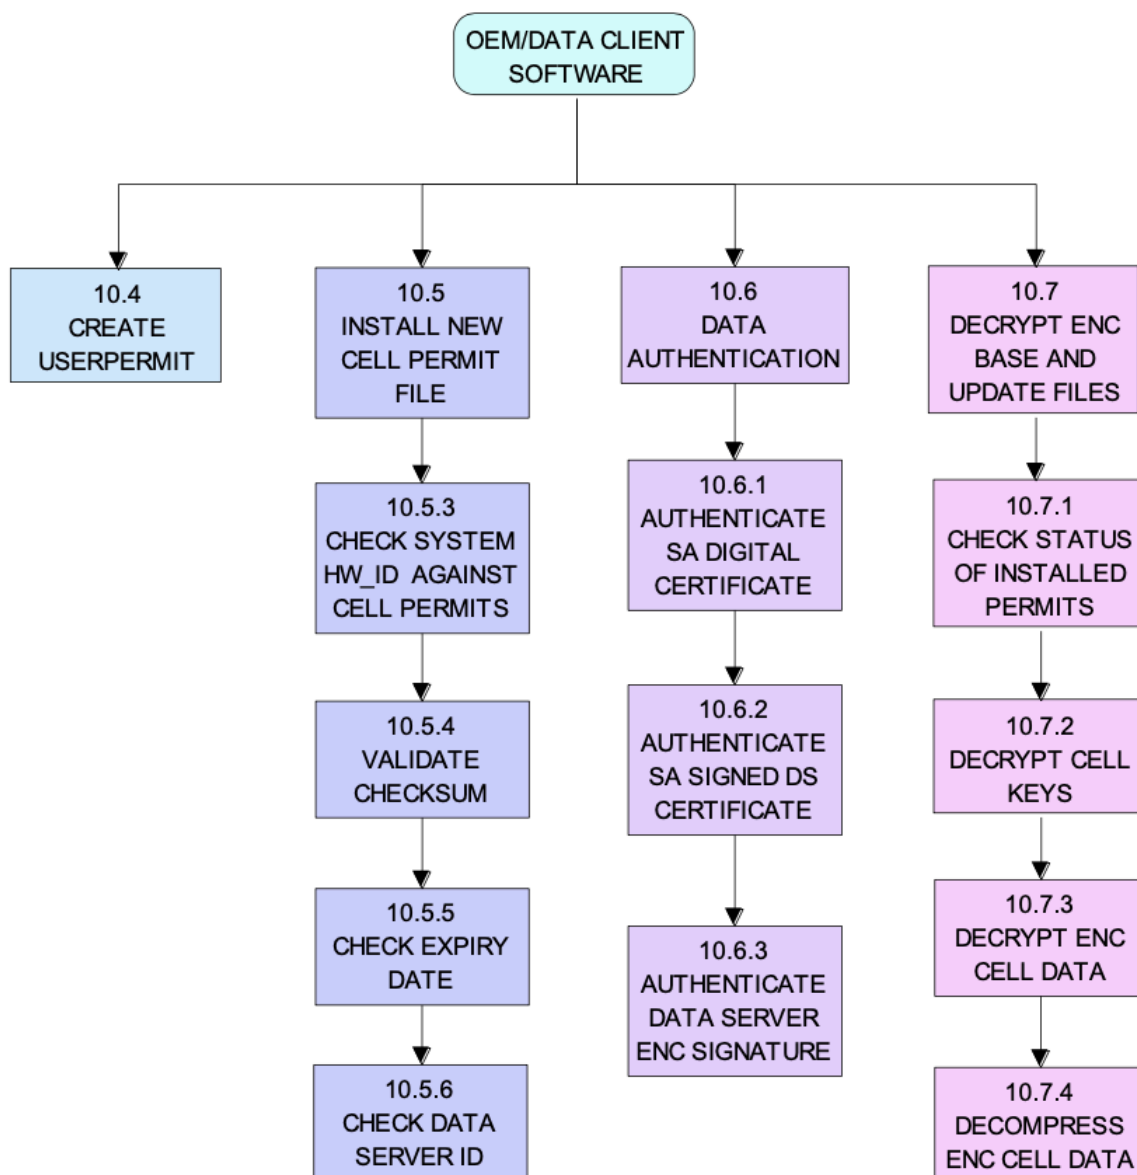 OEM/DATA CLIENT
SOFTWARE
10.4
CREATE
USERPERMIT
10.5
INSTALL NEW
CELL PERMIT
FILE
10.5.3
CHECK SYSTEM
HW_ID AGAINST
CELL PERMITS
10.5.4
VALIDATE
CHECKSUM
10.5.5
CHECK EXPIRY
DATE
10.5.6
CHECK DATA
SERVER ID
10.6
DATA
AUTHENTICATION
10.6.1
AUTHENTICATE
SA DIGITAL
CERTIFICATE
10.6.2
AUTHENTICATE
SA SIGNED DS
CERTIFICATE
10.6.3
AUTHENTICATE
DATA SERVER
ENC SIGNATURE
10.7
DECRYPT ENC
BASE AND
UPDATE FILES
10.7.1
CHECK STATUS
OF INSTALLED
PERMITS
10.7.2
DECRYPT CELL
KEYS
10.7.3
DECRYPT ENC
CELL DATA
10.7.4
DECOMPRESS
ENC CELL DATA